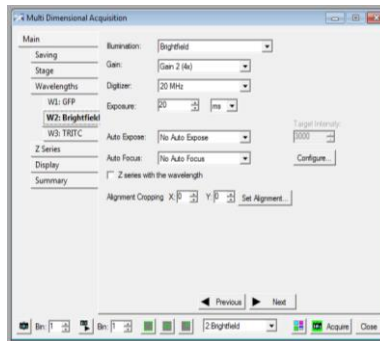 Multi Dimensional Acquisition
Main
Saving
Stage
Wavelengths
W1: GFP
W2: Brightfield
W3: TRITC
Z Series
Display
Summary
Illumination: Brightfield
Gain: Gain 2 (4x)
Digitizer: 20 MHz
Exposure: 20 ms
Target Intensity:
Auto Expose: No Auto Expose 3000
Auto Focus: No Auto Focus Configure...
Z series with the wavelength
Alignment Cropping X: 0 Y: 0 Set Alignment...
Previous Next
Bin: 1 Bin: 1 2:Brightfield Acquire Close